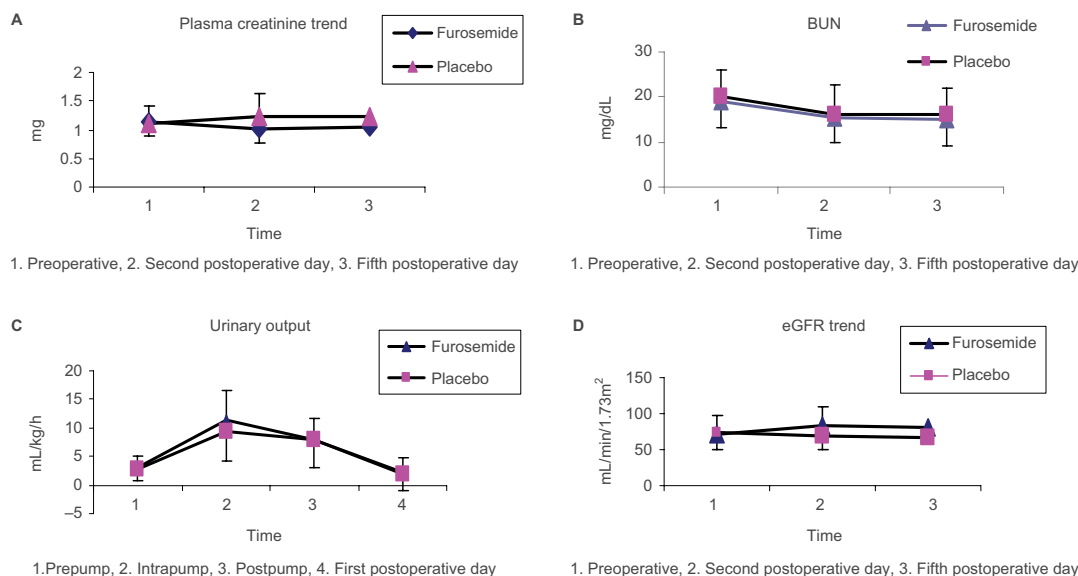 A
Plasma creatinine trend
Furosemide
Placebo
2
1.5
1
0.5
0
mg
1 2 3
Time
1. Preoperative, 2. Second postoperative day, 3. Fifth postoperative day
B
BUN
Furosemide
Placebo
30
20
10
0
mg/dL
1 2 3
Time
1. Preoperative, 2. Second postoperative day, 3. Fifth postoperative day
C
Urinary output
Furosemide
Placebo
20
15
10
5
0
–5
mL/kg/h
1 2 3 4
Time
1.Prepump, 2. Intrapump, 3. Postpump, 4. First postoperative day
D
eGFR trend
Furosemide
Placebo
150
100
50
0
mL/min/1.73m²
1 2 3
Time
1. Preoperative, 2. Second postoperative day, 3. Fifth postoperative day